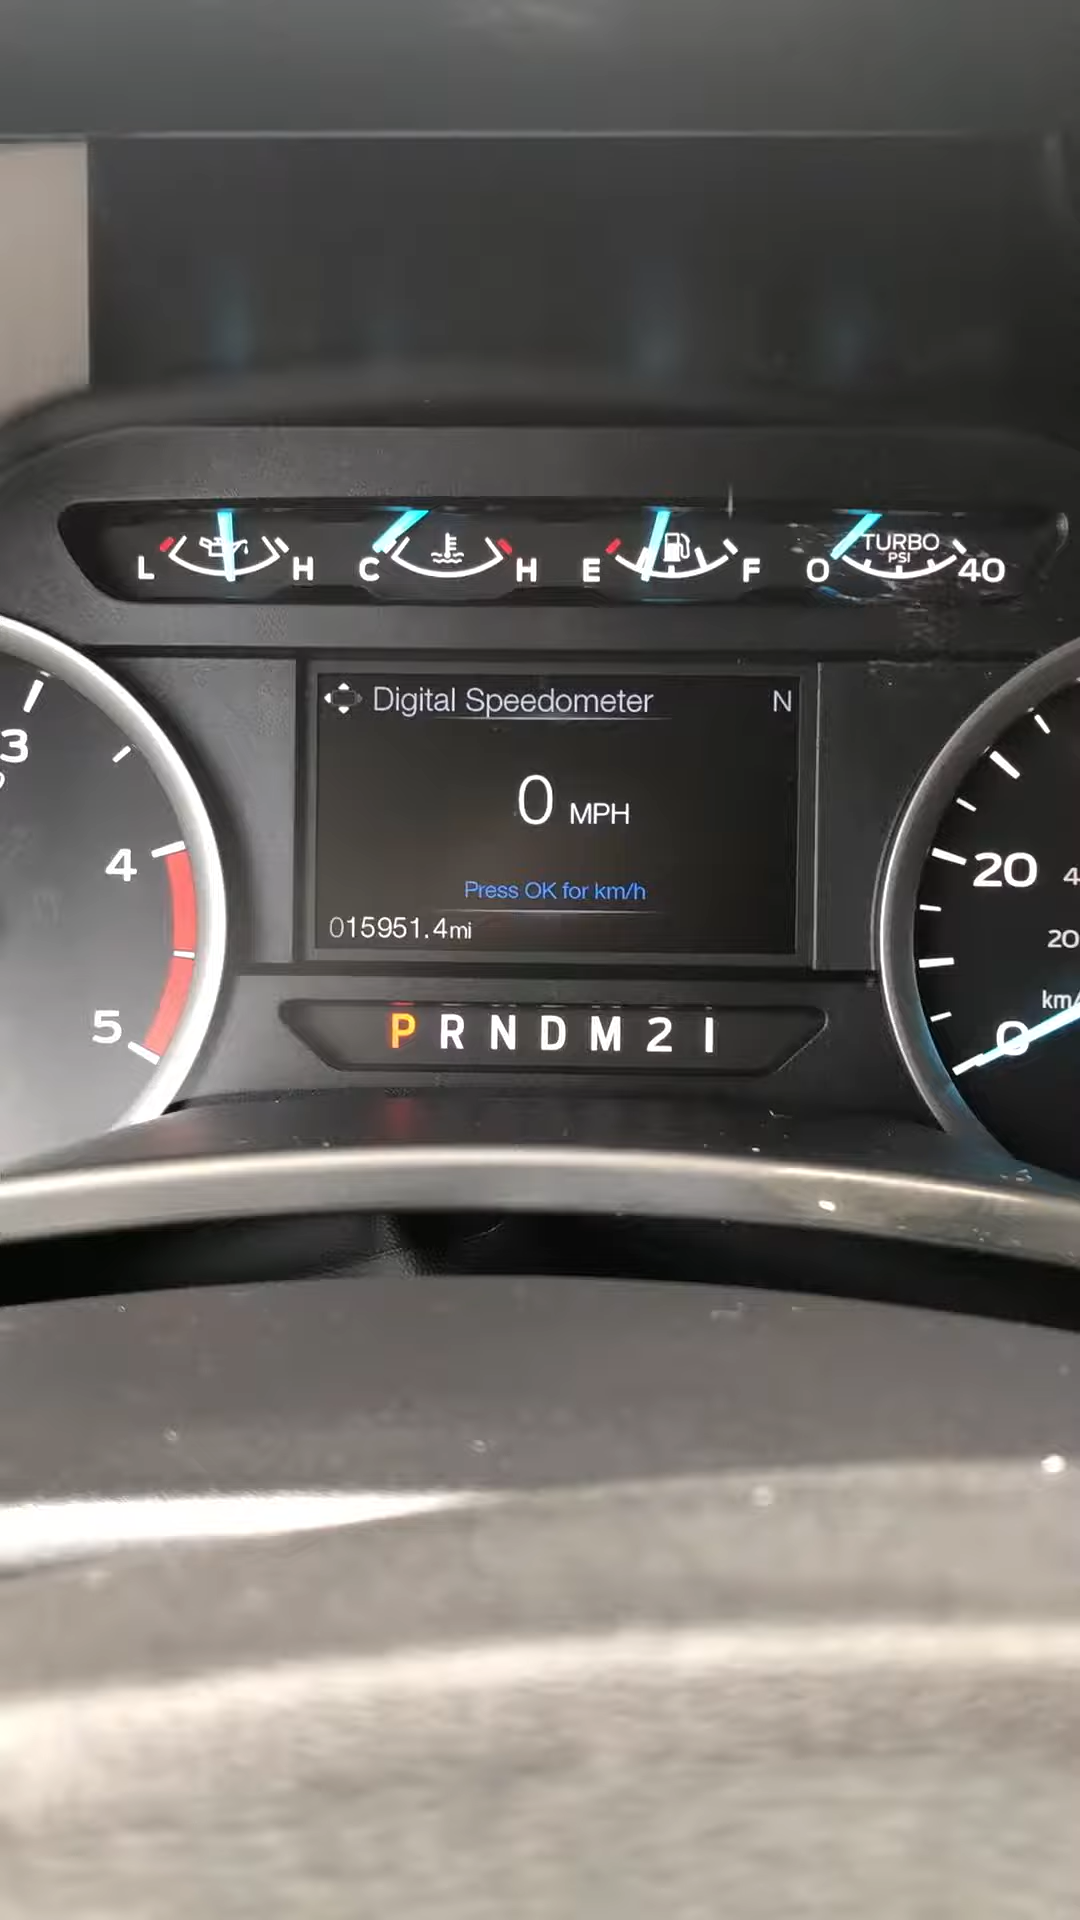 L H C H E F 0 TURBO PSI 40
Digital Speedometer N
3
0 MPH
4
20
Press OK for km/h
015951.4mi
20
5
P R N D M 2 1
0